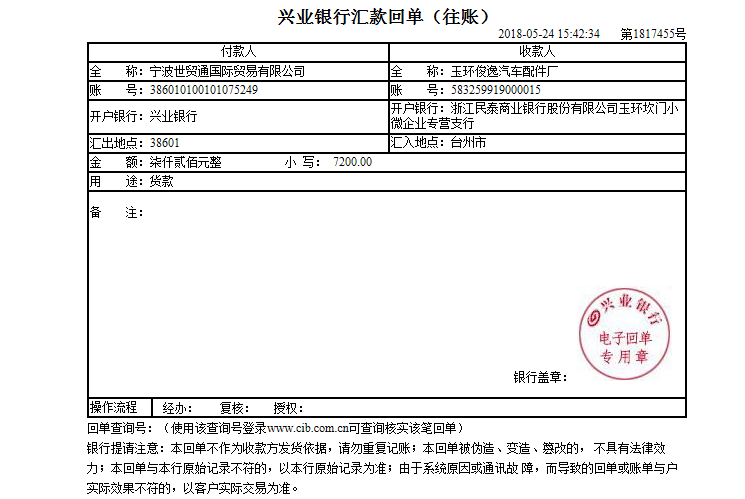 兴业银行汇款回单（往账）
2018-05-24 15:42:34 第1817455号
付款人 收款人
全 称：宁波世贸通国际贸易有限公司 全 称：玉环俊逸汽车配件厂
账 号：386010100101075249 账 号：583259919000015
开户银行：兴业银行 开户银行：浙江民泰商业银行股份有限公司玉环坎门小
微企业专营支行
汇出地点：38601 汇入地点：台州市
金 额：柒仟贰佰元整 小 写： 7200.00
用 途：货款
备 注：
兴业银行
电子回单
专用章
银行盖章：
操作流程 经办： 复核： 授权：
回单查询号：（使用该查询号登录www.cib.com.cn可查询核实该笔回单）
银行提请注意：本回单不作为收款方发货依据，请勿重复记账；本回单被伪造、变造、篡改的， 不具有法律效
力；本回单与本行原始记录不符的，以本行原始记录为准；由于系统原因或通讯故 障，而导致的回单或账单与户
实际效果不符的，以客户实际交易为准。